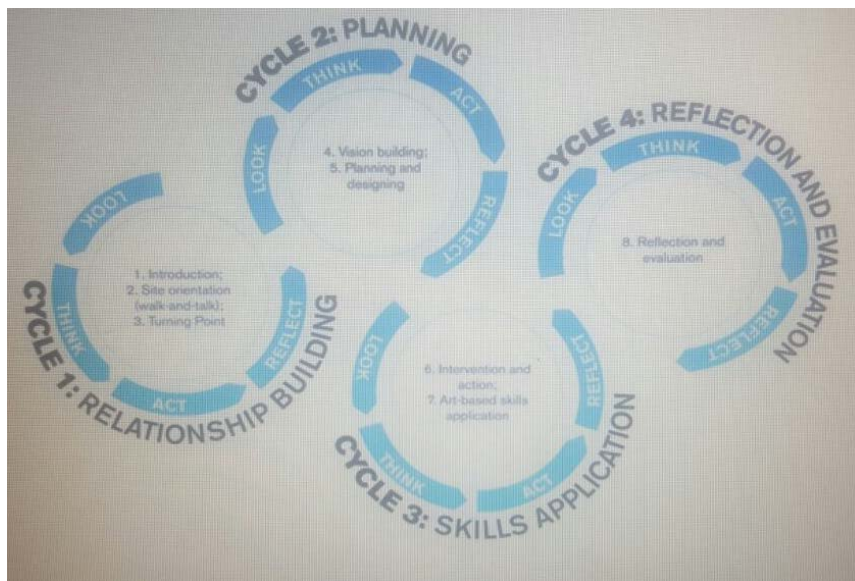 CYCLE 1: RELATIONSHIP BUILDING
LOOK
THINK
ACT
REFLECT
1. Introduction;
2. Site orientation
(walk-and-talk);
3. Turning Point
CYCLE 2: PLANNING
LOOK
THINK
ACT
REFLECT
4. Vision building;
5. Planning and
designing
CYCLE 3: SKILLS APPLICATION
LOOK
THINK
ACT
REFLECT
6. Intervention and
action;
7. Art-based skills
application
CYCLE 4: REFLECTION AND EVALUATION
LOOK
THINK
ACT
REFLECT
8. Reflection and
evaluation